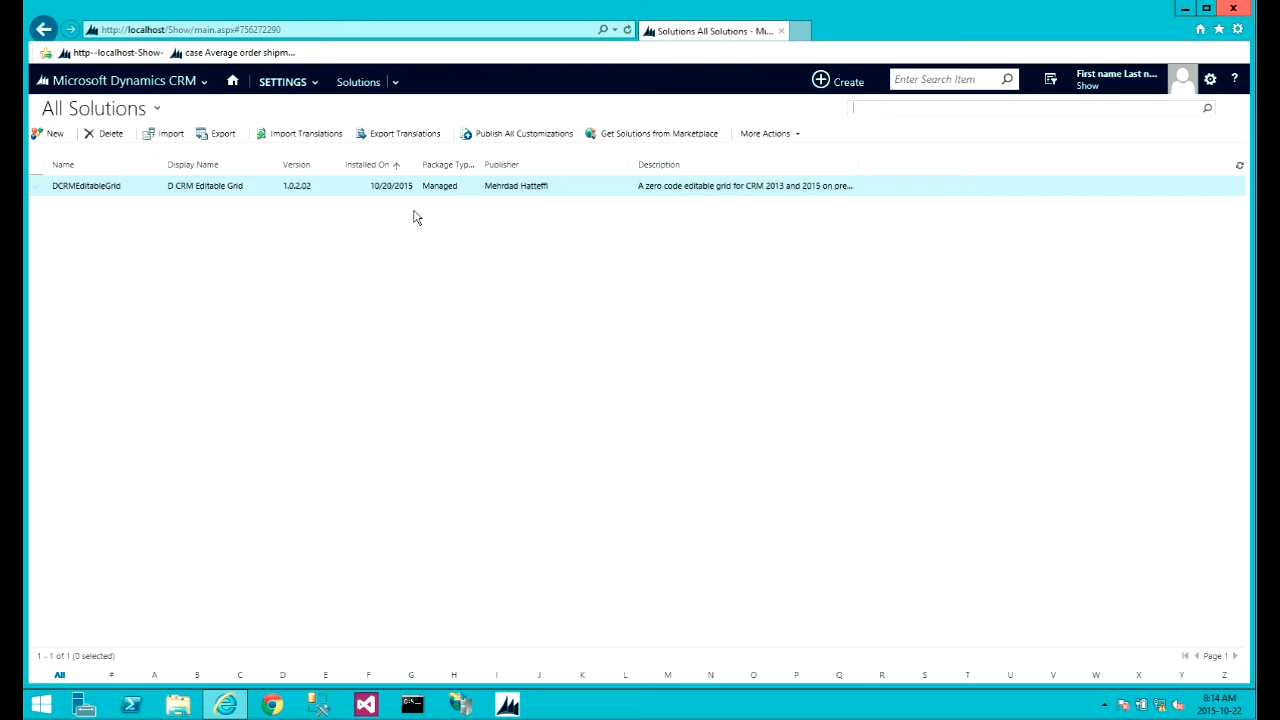 http://localhost/Show/main.aspx#756272290
Solutions All Solutions - Mi...
http--localhost-Show-
case Average order shipm...
Microsoft Dynamics CRM
SETTINGS
Solutions
Create
Enter Search Item
First name Last n...
Show
?
All Solutions
New
Delete
Import
Export
Import Translations
Export Translations
Publish All Customizations
Get Solutions from Marketplace
More Actions
Name Display Name Version Installed On Package Typ... Publisher Description
DCRMEditableGrid D CRM Editable Grid 1.0.2.02 10/20/2015 Managed Mehrdad Hatteffi A zero code editable grid for CRM 2013 and 2015 on pre...
1 - 1 of 1 (0 selected)
Page 1
All # A B C D E F G H I J K L M N O P Q R S T U V W X Y Z
8:14 AM
2015-10-22